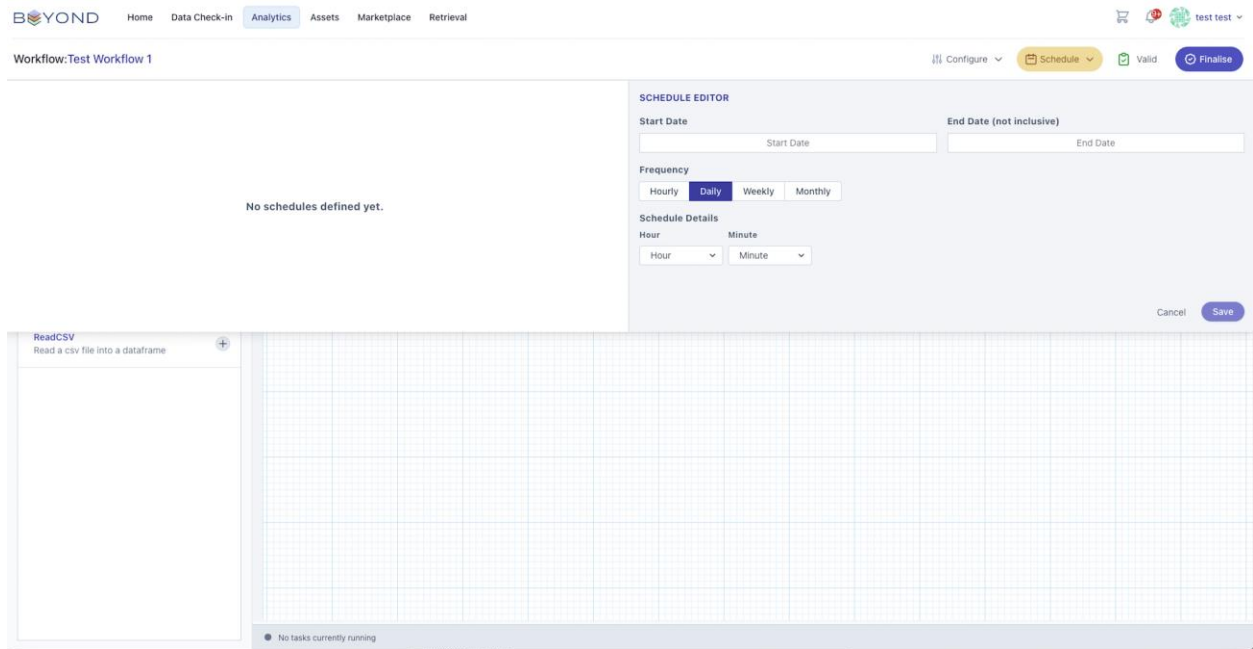 BEYOND Home Data Check-in Analytics Assets Marketplace Retrieval 9+ test test
Workflow:Test Workflow 1 Configure Schedule Valid Finalise
SCHEDULE EDITOR
Start Date End Date (not inclusive)
Start Date End Date
Frequency
Hourly Daily Weekly Monthly
No schedules defined yet.
Schedule Details
Hour Minute
Hour Minute
Cancel Save
ReadCSV
Read a csv file into a dataframe
No tasks currently running